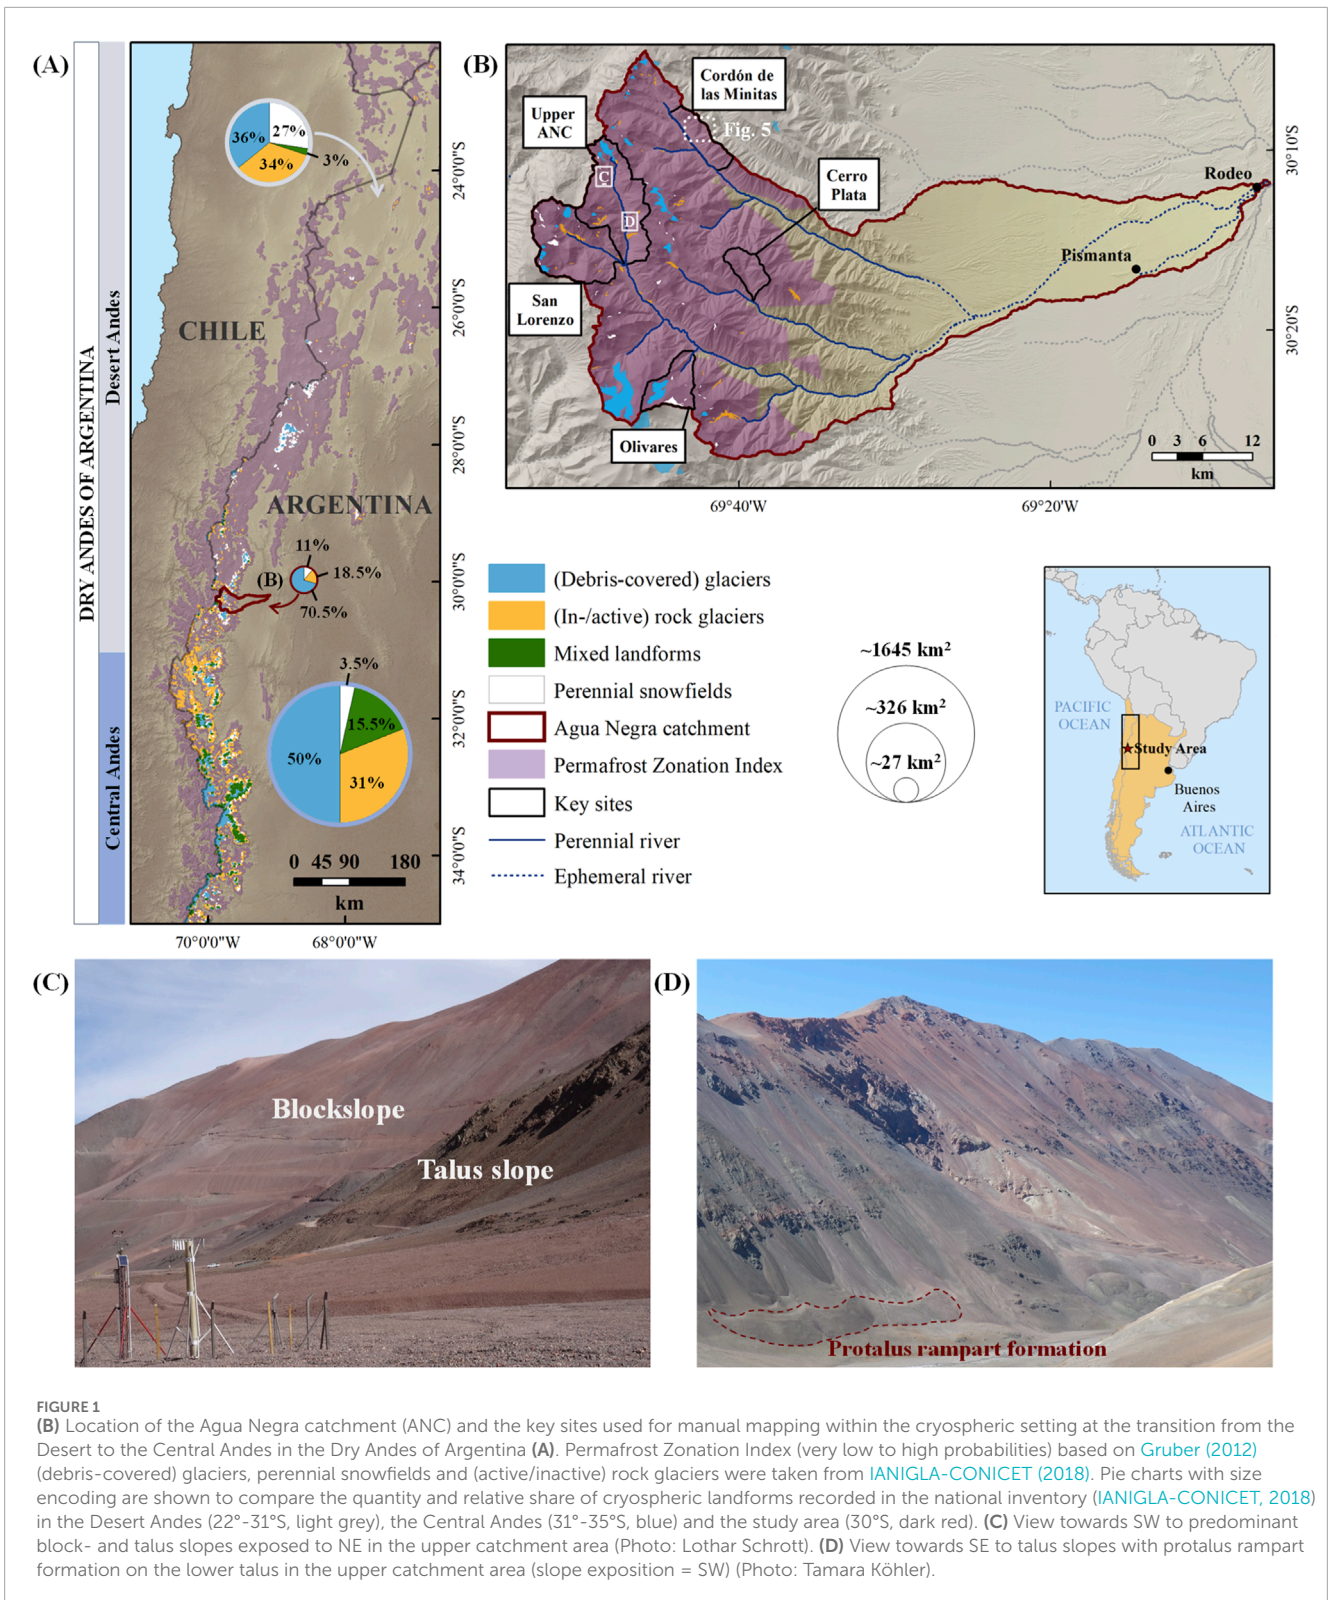 (A)
DRY ANDES OF ARGENTINA
Desert Andes
Central Andes
36%
27%
3%
34%
CHILE
ARGENTINA
11%
(B)
18.5%
70.5%
3.5%
15.5%
50%
31%
0 45 90 180
km
24°0'0"S
26°0'0"S
28°0'0"S
30°0'0"S
32°0'0"S
34°0'0"S
70°0'0"W
68°0'0"W
(B)
Cordón de
las Minitas
Upper
ANC
Fig. 5
C
D
Cerro
Plata
Rodeo
Pismanta
San
Lorenzo
Olivares
0 3 6 12
km
30°10'S
30°20'S
69°40'W
69°20'W
(Debris-covered) glaciers
(In-/active) rock glaciers
Mixed landforms
Perennial snowfields
Agua Negra catchment
Permafrost Zonation Index
Key sites
Perennial river
Ephemeral river
~1645 km²
~326 km²
~27 km²
PACIFIC
OCEAN
Study Area
Buenos
Aires
ATLANTIC
OCEAN
(C)
Blockslope
Talus slope
(D)
Protalus rampart formation
FIGURE 1
(B) Location of the Agua Negra catchment (ANC) and the key sites used for manual mapping within the cryospheric setting at the transition from the
Desert to the Central Andes in the Dry Andes of Argentina (A). Permafrost Zonation Index (very low to high probabilities) based on Gruber (2012)
(debris-covered) glaciers, perennial snowfields and (active/inactive) rock glaciers were taken from IANIGLA-CONICET (2018). Pie charts with size
encoding are shown to compare the quantity and relative share of cryospheric landforms recorded in the national inventory (IANIGLA-CONICET, 2018)
in the Desert Andes (22°-31°S, light grey), the Central Andes (31°-35°S, blue) and the study area (30°S, dark red). (C) View towards SW to predominant
block- and talus slopes exposed to NE in the upper catchment area (Photo: Lothar Schrott). (D) View towards SE to talus slopes with protalus rampart
formation on the lower talus in the upper catchment area (slope exposition = SW) (Photo: Tamara Köhler).